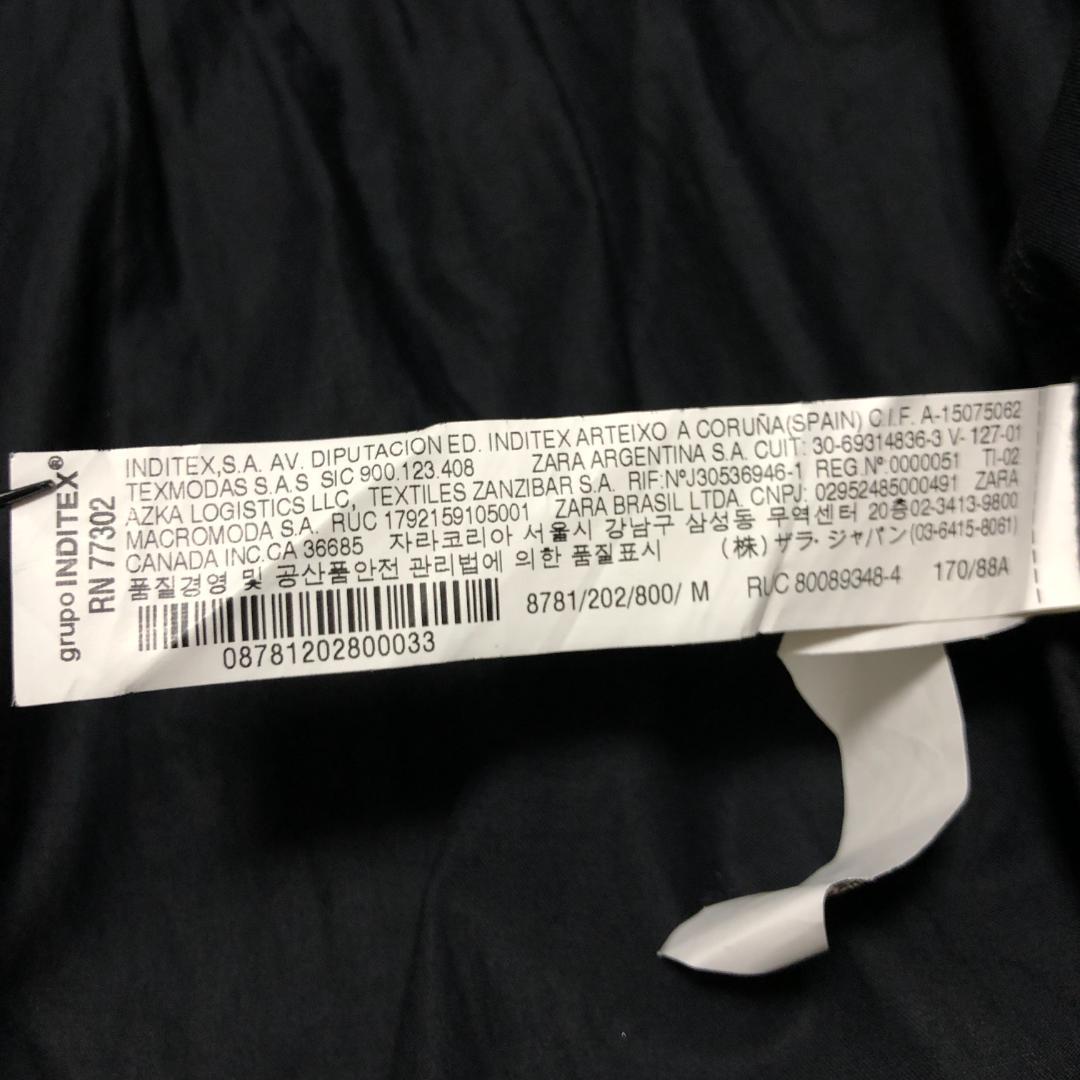 grupo INDITEX®
RN 77302
INDITEX,S.A. AV. DIPUTACION ED. INDITEX ARTEIXO A CORUÑA(SPAIN) C.I.F. A-15075062
TEXMODAS S.A.S SIC 900.123.408 ZARA ARGENTINA S.A. CUIT: 30-69314836-3 V- 127-01
AZKA LOGISTICS LLC, TEXTILES ZANZIBAR S.A. RIF:NºJ30536946-1 REG.Nº:0000051 TI-02
MACROMODA S.A. RUC 1792159105001 ZARA BRASIL LTDA, CNPJ: 02952485000491 ZARA
CANADA INC.CA 36685 자라코리아 서울시 강남구 삼성동 무역센터 20층02-3413-9800
품질경영 및 공산품안전 관리법에 의한 품질표시 (株)ザラ・ジャパン(03-6415-8061)
8781/202/800/ M RUC 80089348-4 170/88A
08781202800033